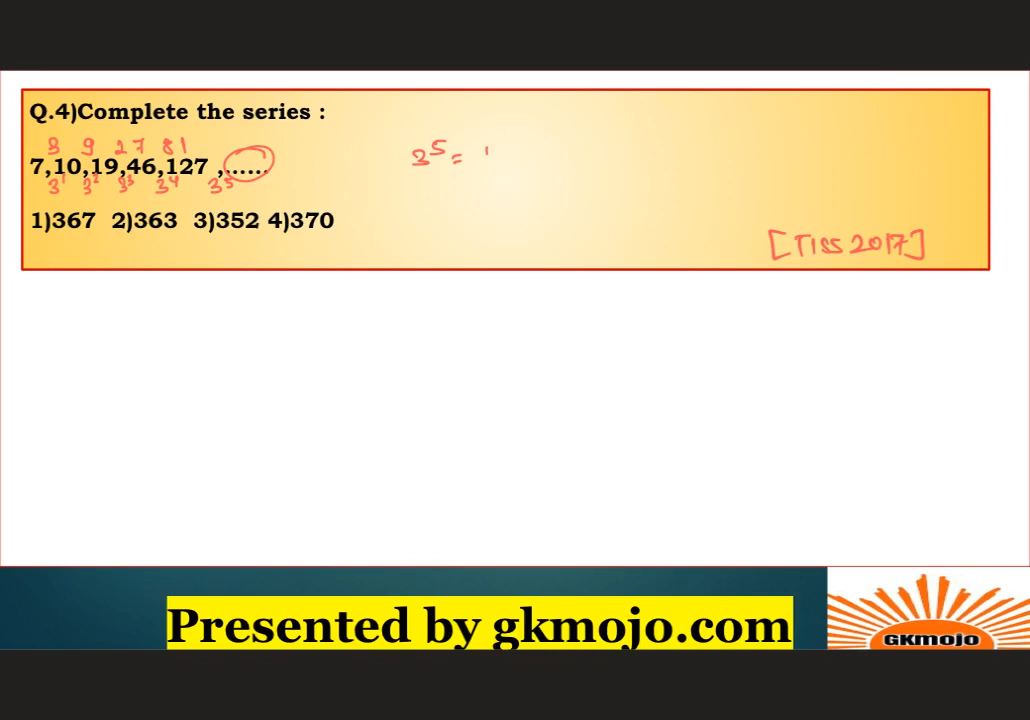 Q.4)Complete the series :
3 9 27 81
7,10,19,46,127 ,......
3¹ 3² 3³ 3⁴ 3⁵
3⁵ =
1)367 2)363 3)352 4)370
[TISS 2017]
Presented by gkmojo.com
GKmojo